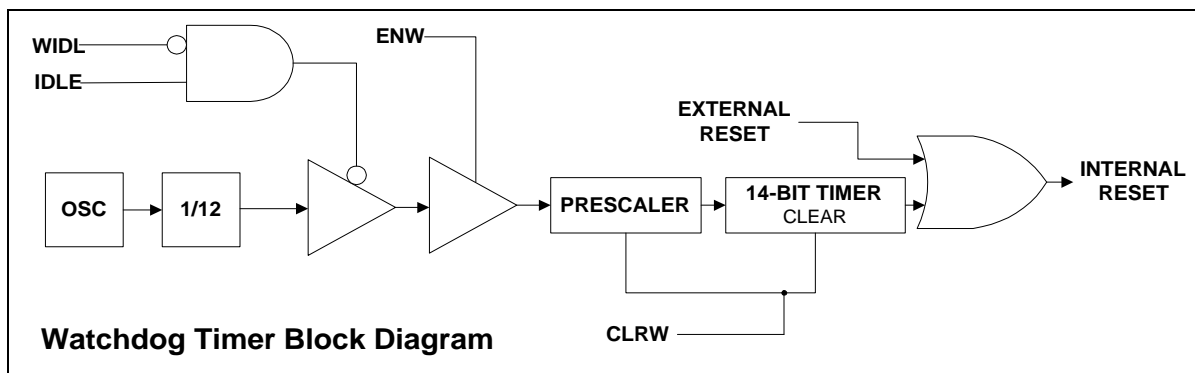 WIDL
IDLE
ENW
EXTERNAL
RESET
INTERNAL
RESET
OSC
1/12
PRESCALER
14-BIT TIMER
CLEAR
CLRW
Watchdog Timer Block Diagram